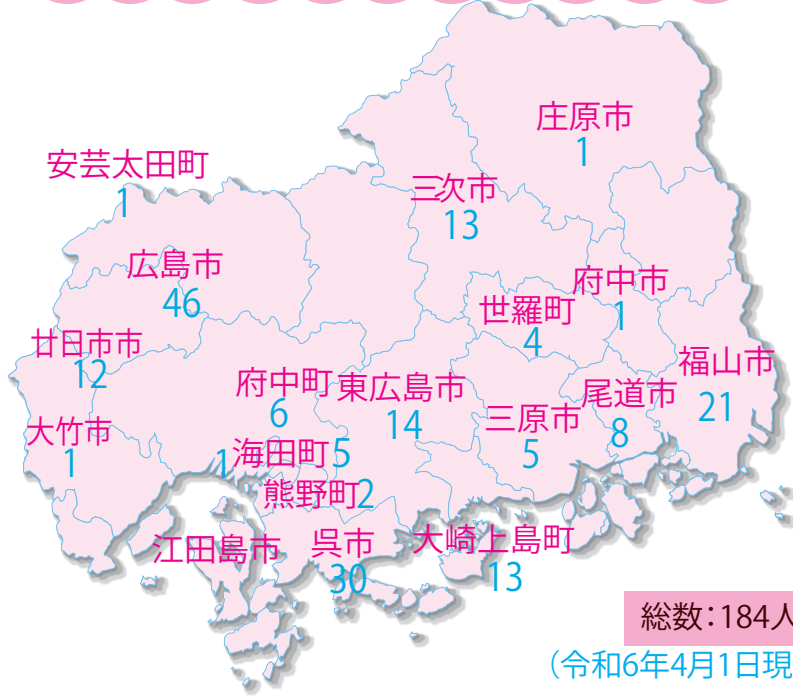 庄原市
1
安芸太田町
1
三次市
13
広島市
46
府中市
1
世羅町
4
廿日市市
12
福山市
21
府中町
6
東広島市
14
尾道市
8
三原市
5
大竹市
1
海田町5
1
熊野町2
江田島市
呉市
30
大崎上島町
13
総数:184人
(令和6年4月1日現